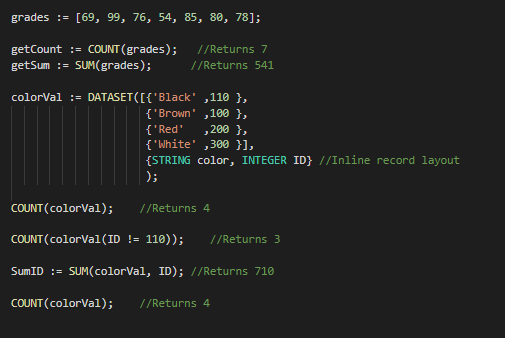 grades := [69, 99, 76, 54, 85, 80, 78];
getCount := COUNT(grades);   //Returns 7
getSum := SUM(grades);      //Returns 541
colorVal := DATASET([{'Black' ,110 },
{'Brown' ,100 },
{'Red'   ,200 },
{'White' ,300 }],
{STRING color, INTEGER ID} //Inline record layout
);
COUNT(colorVal);    //Returns 4
COUNT(colorVal(ID != 110));    //Returns 3
SumID := SUM(colorVal, ID); //Returns 710
COUNT(colorVal);    //Returns 4